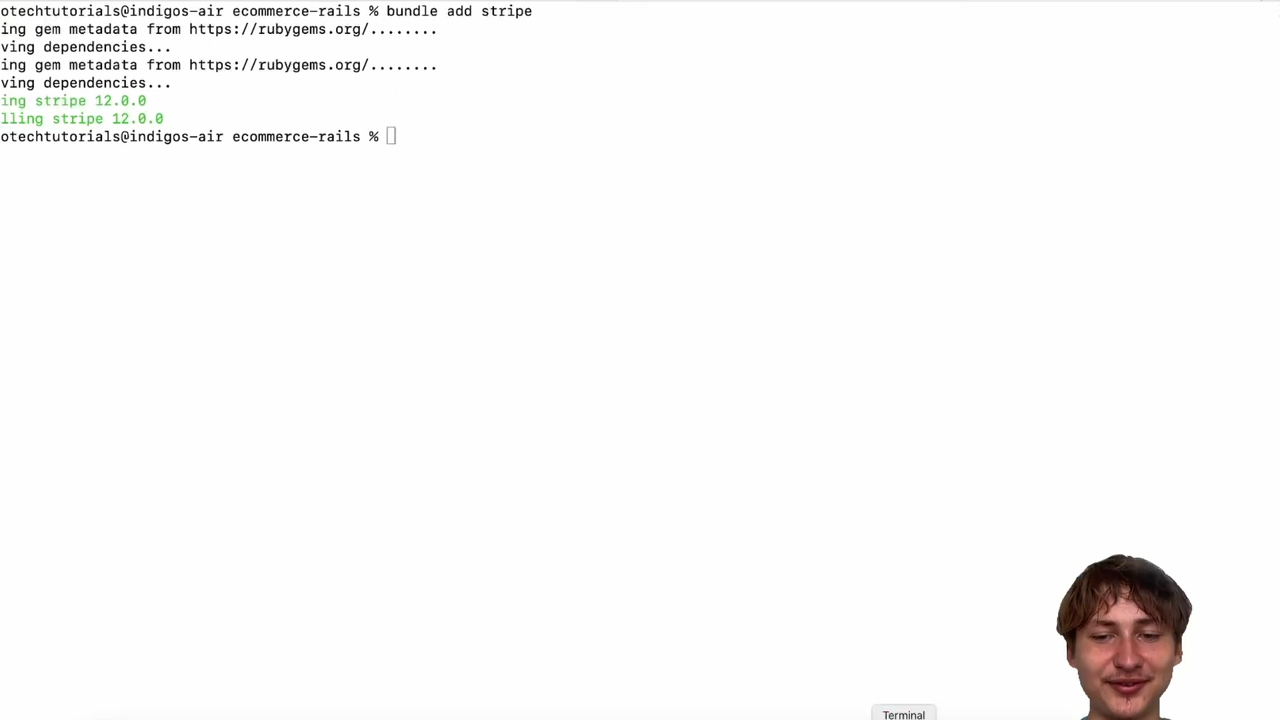 otechtutorials@indigos-air ecommerce-rails % bundle add stripe
ing gem metadata from https://rubygems.org/........
ving dependencies...
ing gem metadata from https://rubygems.org/........
ving dependencies...
ing stripe 12.0.0
lling stripe 12.0.0
otechtutorials@indigos-air ecommerce-rails %
Terminal